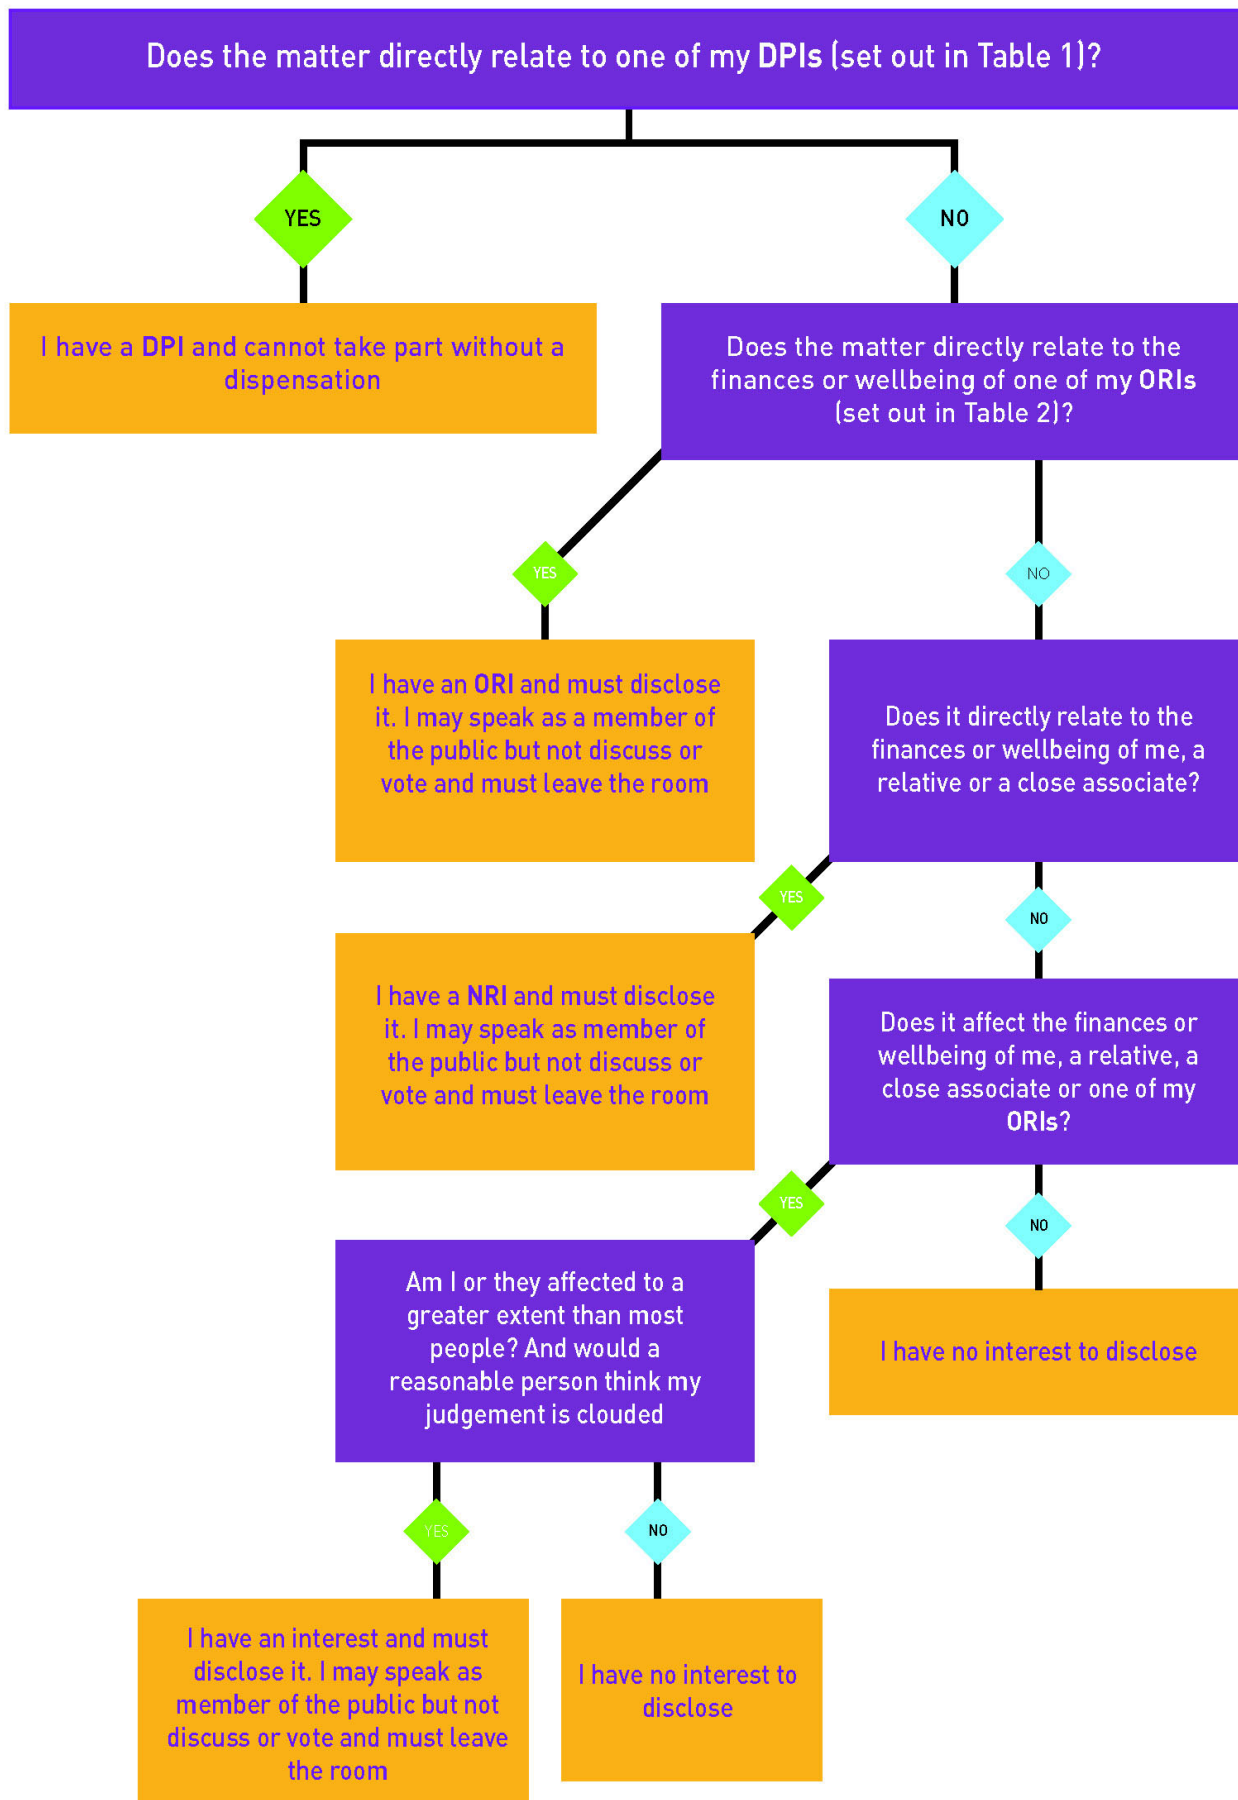 Does the matter directly relate to one of my DPIs (set out in Table 1)?
YES
NO
I have a DPI and cannot take part without a
dispensation
Does the matter directly relate to the
finances or wellbeing of one of my ORIs
(set out in Table 2)?
YES
NO
I have an ORI and must disclose
it. I may speak as a member of
the public but not discuss or
vote and must leave the room
Does it directly relate to the
finances or wellbeing of me, a
relative or a close associate?
YES
NO
I have a NRI and must disclose
it. I may speak as member of
the public but not discuss or
vote and must leave the room
Does it affect the finances or
wellbeing of me, a relative, a
close associate or one of my
ORIs?
YES
NO
Am I or they affected to a
greater extent than most
people? And would a
reasonable person think my
judgement is clouded
I have no interest to disclose
YES
NO
I have an interest and must
disclose it. I may speak as
member of the public but not
discuss or vote and must leave
the room
I have no interest to
disclose